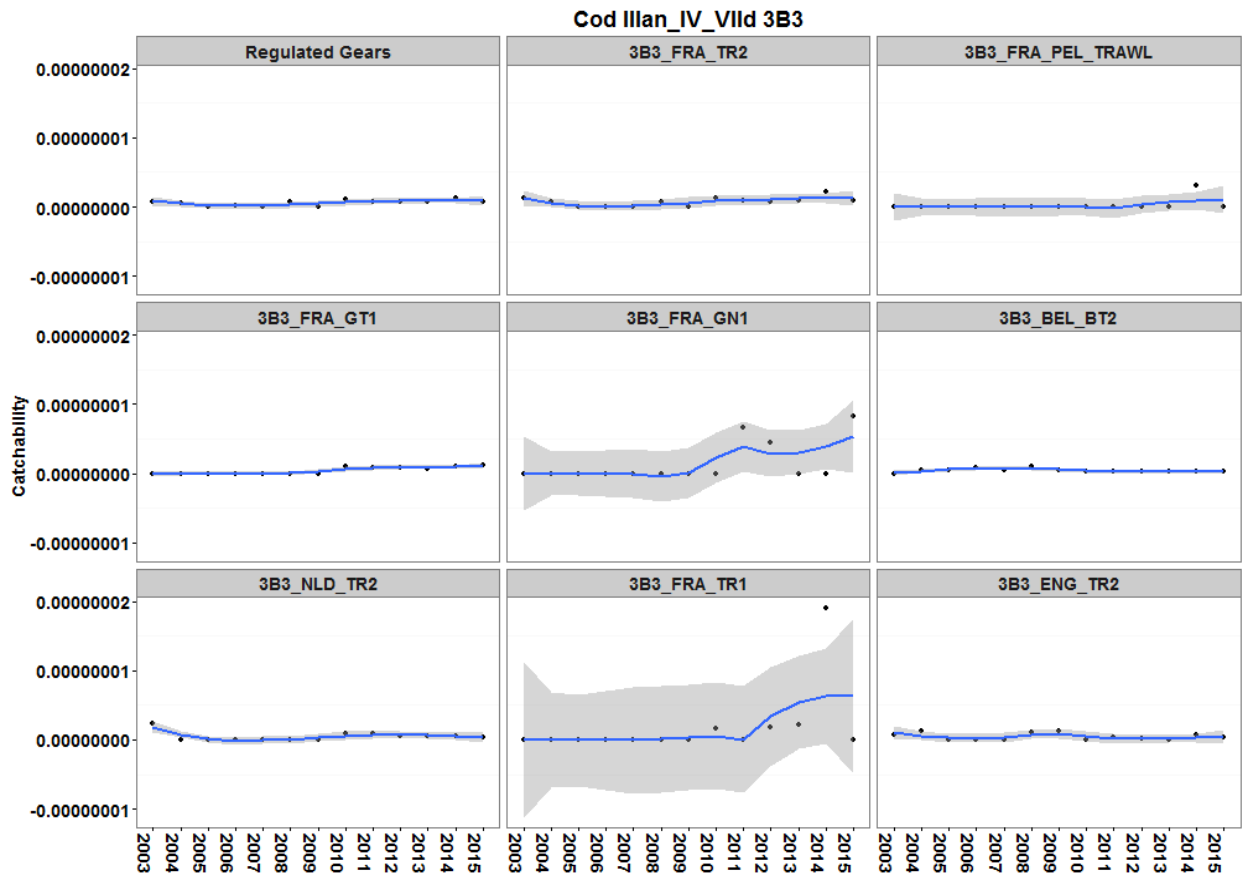 Cod IIIan_IV_VIId 3B3
Regulated Gears
3B3_FRA_TR2
3B3_FRA_PEL_TRAWL
0.00000002
0.00000001
0.00000000
-0.00000001
3B3_FRA_GT1
3B3_FRA_GN1
3B3_BEL_BT2
0.00000002
0.00000001
0.00000000
-0.00000001
Catchability
3B3_NLD_TR2
3B3_FRA_TR1
3B3_ENG_TR2
0.00000002
0.00000001
0.00000000
-0.00000001
2003 2004 2005 2006 2007 2008 2009 2010 2011 2012 2013 2014 2015
2003 2004 2005 2006 2007 2008 2009 2010 2011 2012 2013 2014 2015
2003 2004 2005 2006 2007 2008 2009 2010 2011 2012 2013 2014 2015